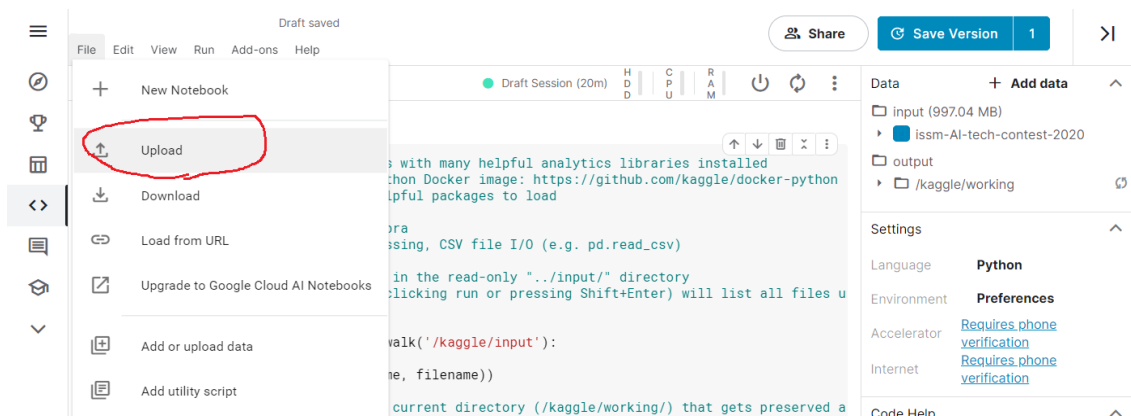 Draft saved
File Edit View Run Add-ons Help
Share
Save Version 1
New Notebook
Upload
Download
Load from URL
Upgrade to Google Cloud AI Notebooks
Add or upload data
Add utility script
Draft Session (20m)
HDD
CPU
RAM
s with many helpful analytics libraries installed
thon Docker image: https://github.com/kaggle/docker-python
lpful packages to load
bra
ssing, CSV file I/O (e.g. pd.read_csv)
in the read-only "../input/" directory
clicking run or pressing Shift+Enter) will list all files u
walk('/kaggle/input'):
me, filename))
current directory (/kaggle/working/) that gets preserved a
Data + Add data
input (997.04 MB)
issm-AI-tech-contest-2020
output
/kaggle/working
Settings
Language Python
Environment Preferences
Accelerator Requires phone
verification
Internet Requires phone
verification
Code Help